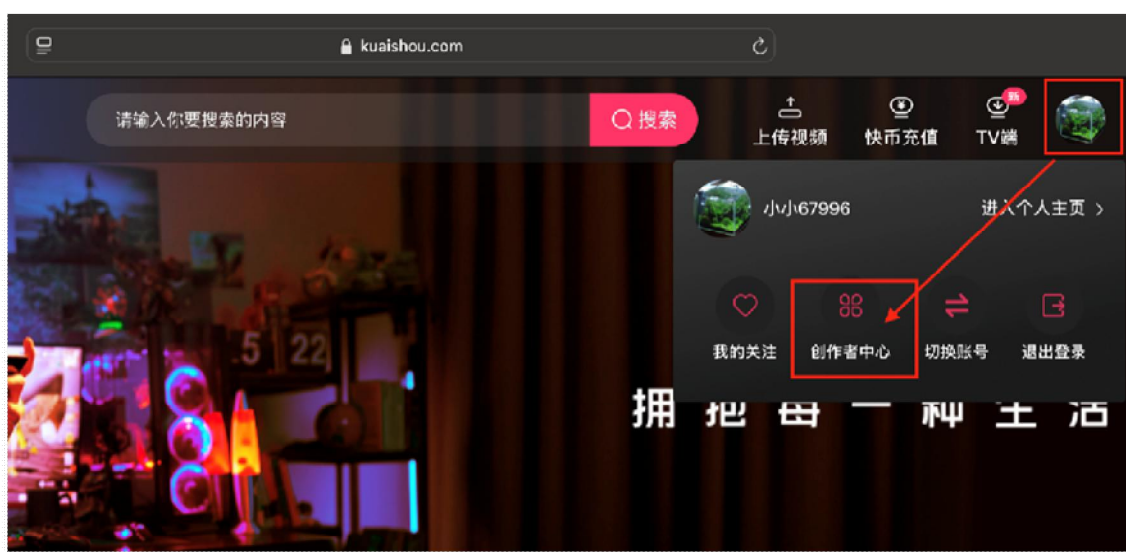 kuaishou.com
请输入你要搜索的内容
搜索
上传视频
快币充值
新
TV端
小小67996
进入个人主页 >
我的关注
创作者中心
切换账号
退出登录
5 22
拥抱每一种生活